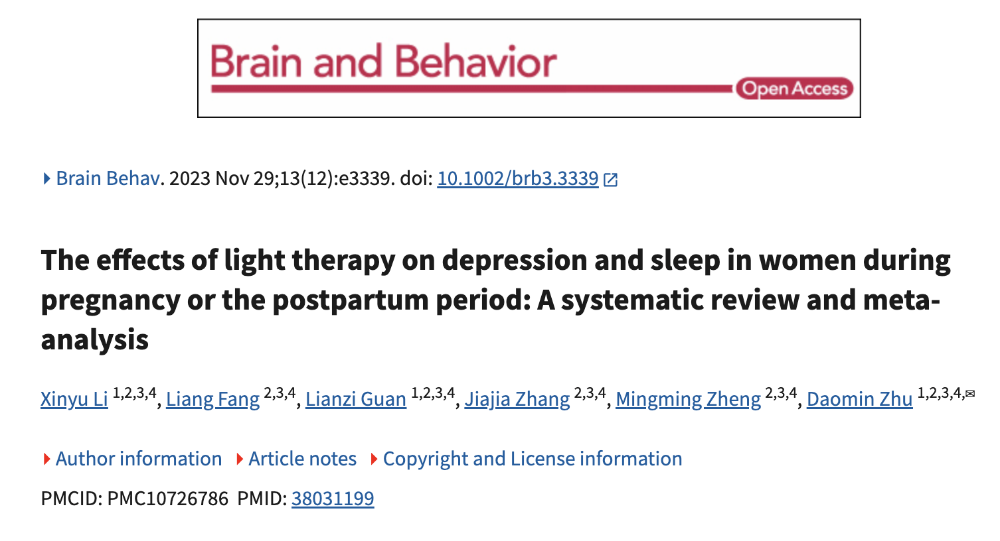 Brain and Behavior
Open Access
Brain Behav. 2023 Nov 29;13(12):e3339. doi: 10.1002/brb3.3339
The effects of light therapy on depression and sleep in women during
pregnancy or the postpartum period: A systematic review and meta-
analysis
Xinyu Li 1,2,3,4, Liang Fang 2,3,4, Lianzi Guan 1,2,3,4, Jiajia Zhang 2,3,4, Mingming Zheng 2,3,4, Daomin Zhu 1,2,3,4,✉
Author information Article notes Copyright and License information
PMCID: PMC10726786 PMID: 38031199